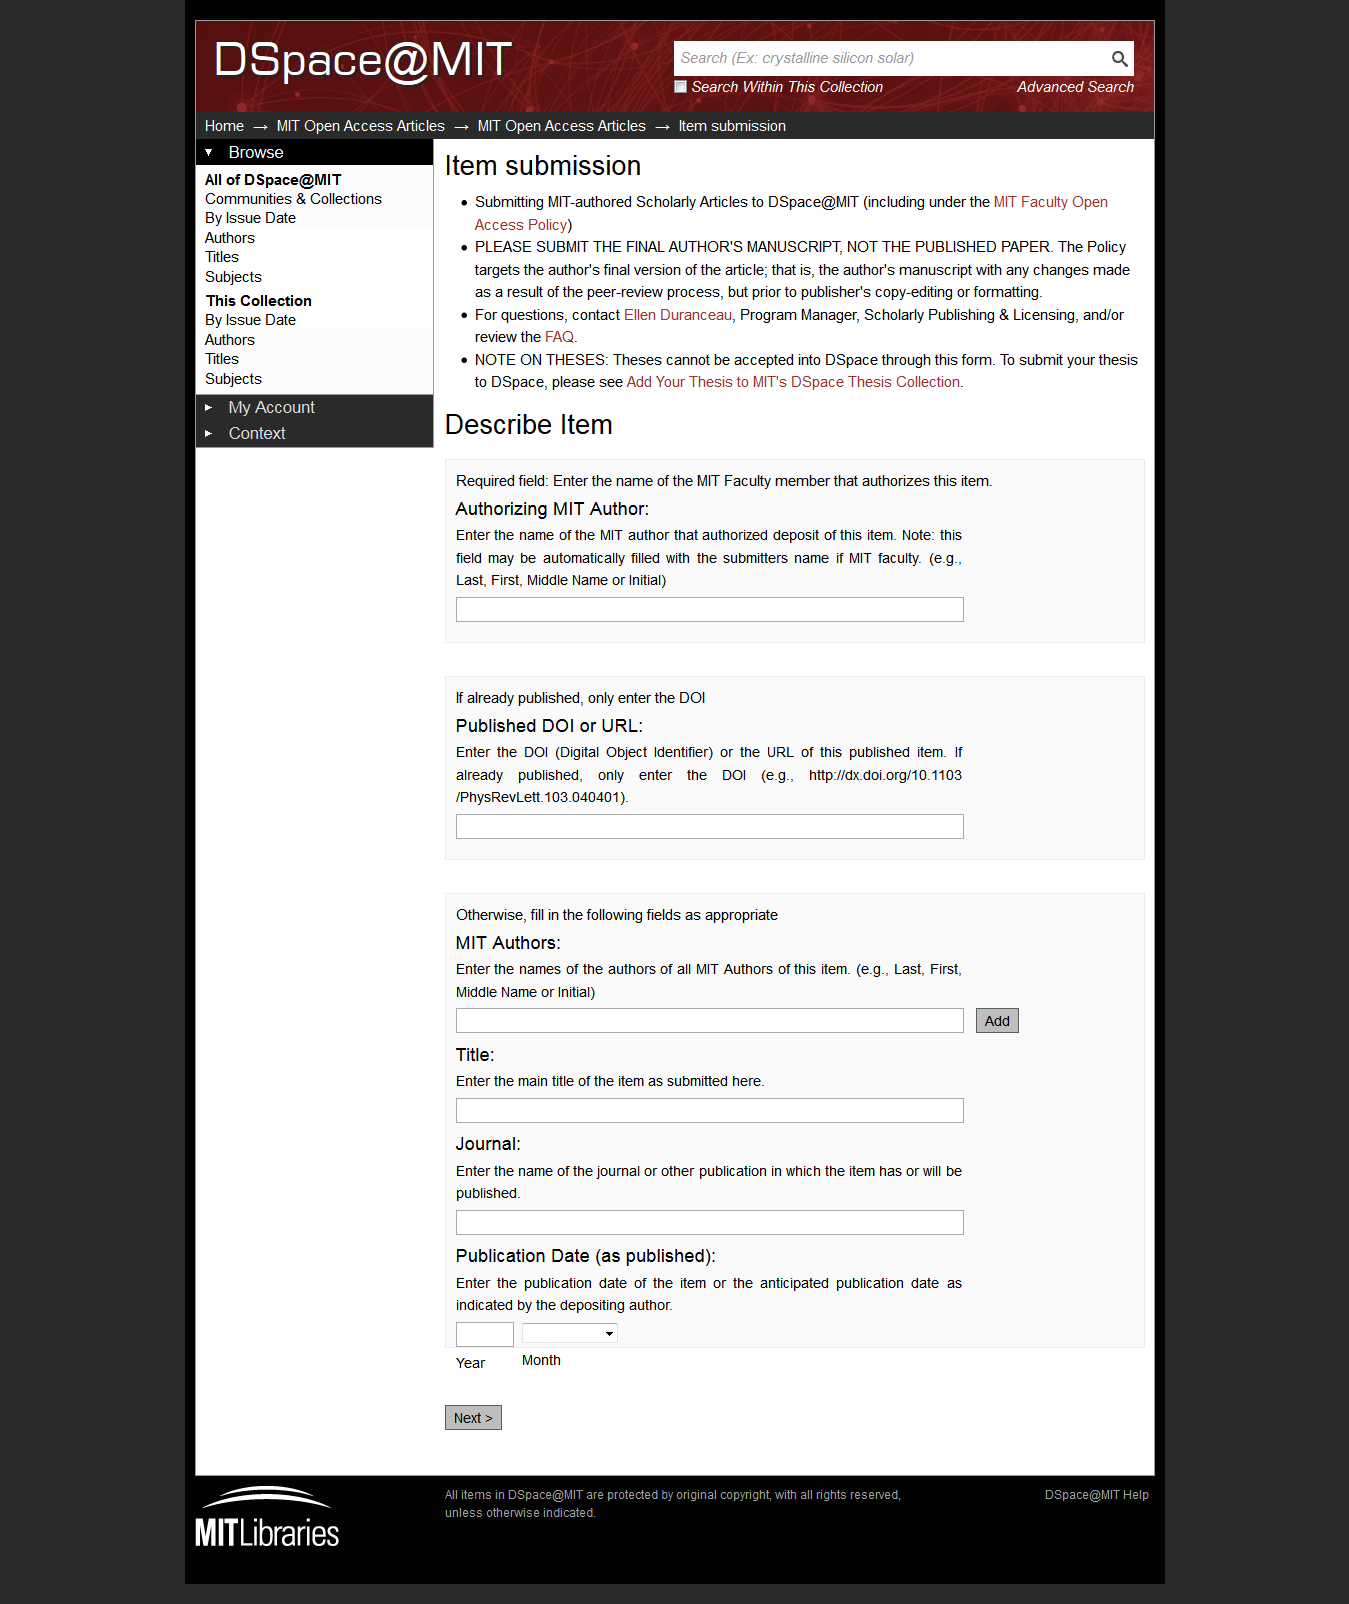 DSpace@MIT
Search (Ex: crystalline silicon solar)
Search Within This Collection
Advanced Search
Home → MIT Open Access Articles → MIT Open Access Articles → Item submission
Browse
All of DSpace@MIT
Communities & Collections
By Issue Date
Authors
Titles
Subjects
This Collection
By Issue Date
Authors
Titles
Subjects
My Account
Context
Item submission
• Submitting MIT-authored Scholarly Articles to DSpace@MIT (including under the MIT Faculty Open
Access Policy)
• PLEASE SUBMIT THE FINAL AUTHOR'S MANUSCRIPT, NOT THE PUBLISHED PAPER. The Policy
targets the author's final version of the article; that is, the author's manuscript with any changes made
as a result of the peer-review process, but prior to publisher's copy-editing or formatting.
• For questions, contact Ellen Duranceau, Program Manager, Scholarly Publishing & Licensing, and/or
review the FAQ.
• NOTE ON THESES: Theses cannot be accepted into DSpace through this form. To submit your thesis
to DSpace, please see Add Your Thesis to MIT's DSpace Thesis Collection.
Describe Item
Required field: Enter the name of the MIT Faculty member that authorizes this item.
Authorizing MIT Author:
Enter the name of the MIT author that authorized deposit of this item. Note: this
field may be automatically filled with the submitters name if MIT faculty. (e.g.,
Last, First, Middle Name or Initial)
If already published, only enter the DOI
Published DOI or URL:
Enter the DOI (Digital Object Identifier) or the URL of this published item. If
already published, only enter the DOI (e.g., http://dx.doi.org/10.1103
/PhysRevLett.103.040401).
Otherwise, fill in the following fields as appropriate
MIT Authors:
Enter the names of the authors of all MIT Authors of this item. (e.g., Last, First,
Middle Name or Initial)
Add
Title:
Enter the main title of the item as submitted here.
Journal:
Enter the name of the journal or other publication in which the item has or will be
published.
Publication Date (as published):
Enter the publication date of the item or the anticipated publication date as
indicated by the depositing author.
Year
Month
Next >
MITLibraries
All items in DSpace@MIT are protected by original copyright, with all rights reserved,
unless otherwise indicated.
DSpace@MIT Help